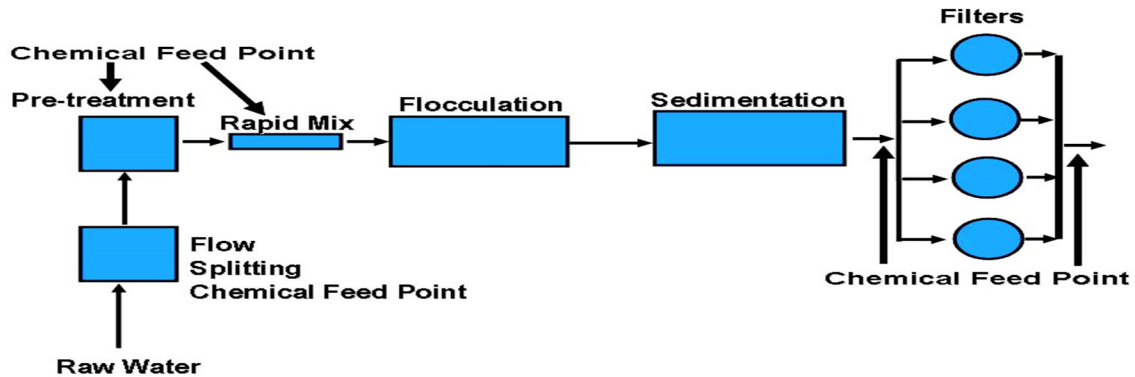 Filters
Chemical Feed Point
Pre-treatment
Rapid Mix
Flocculation
Sedimentation
Flow
Splitting
Chemical Feed Point
Chemical Feed Point
Raw Water